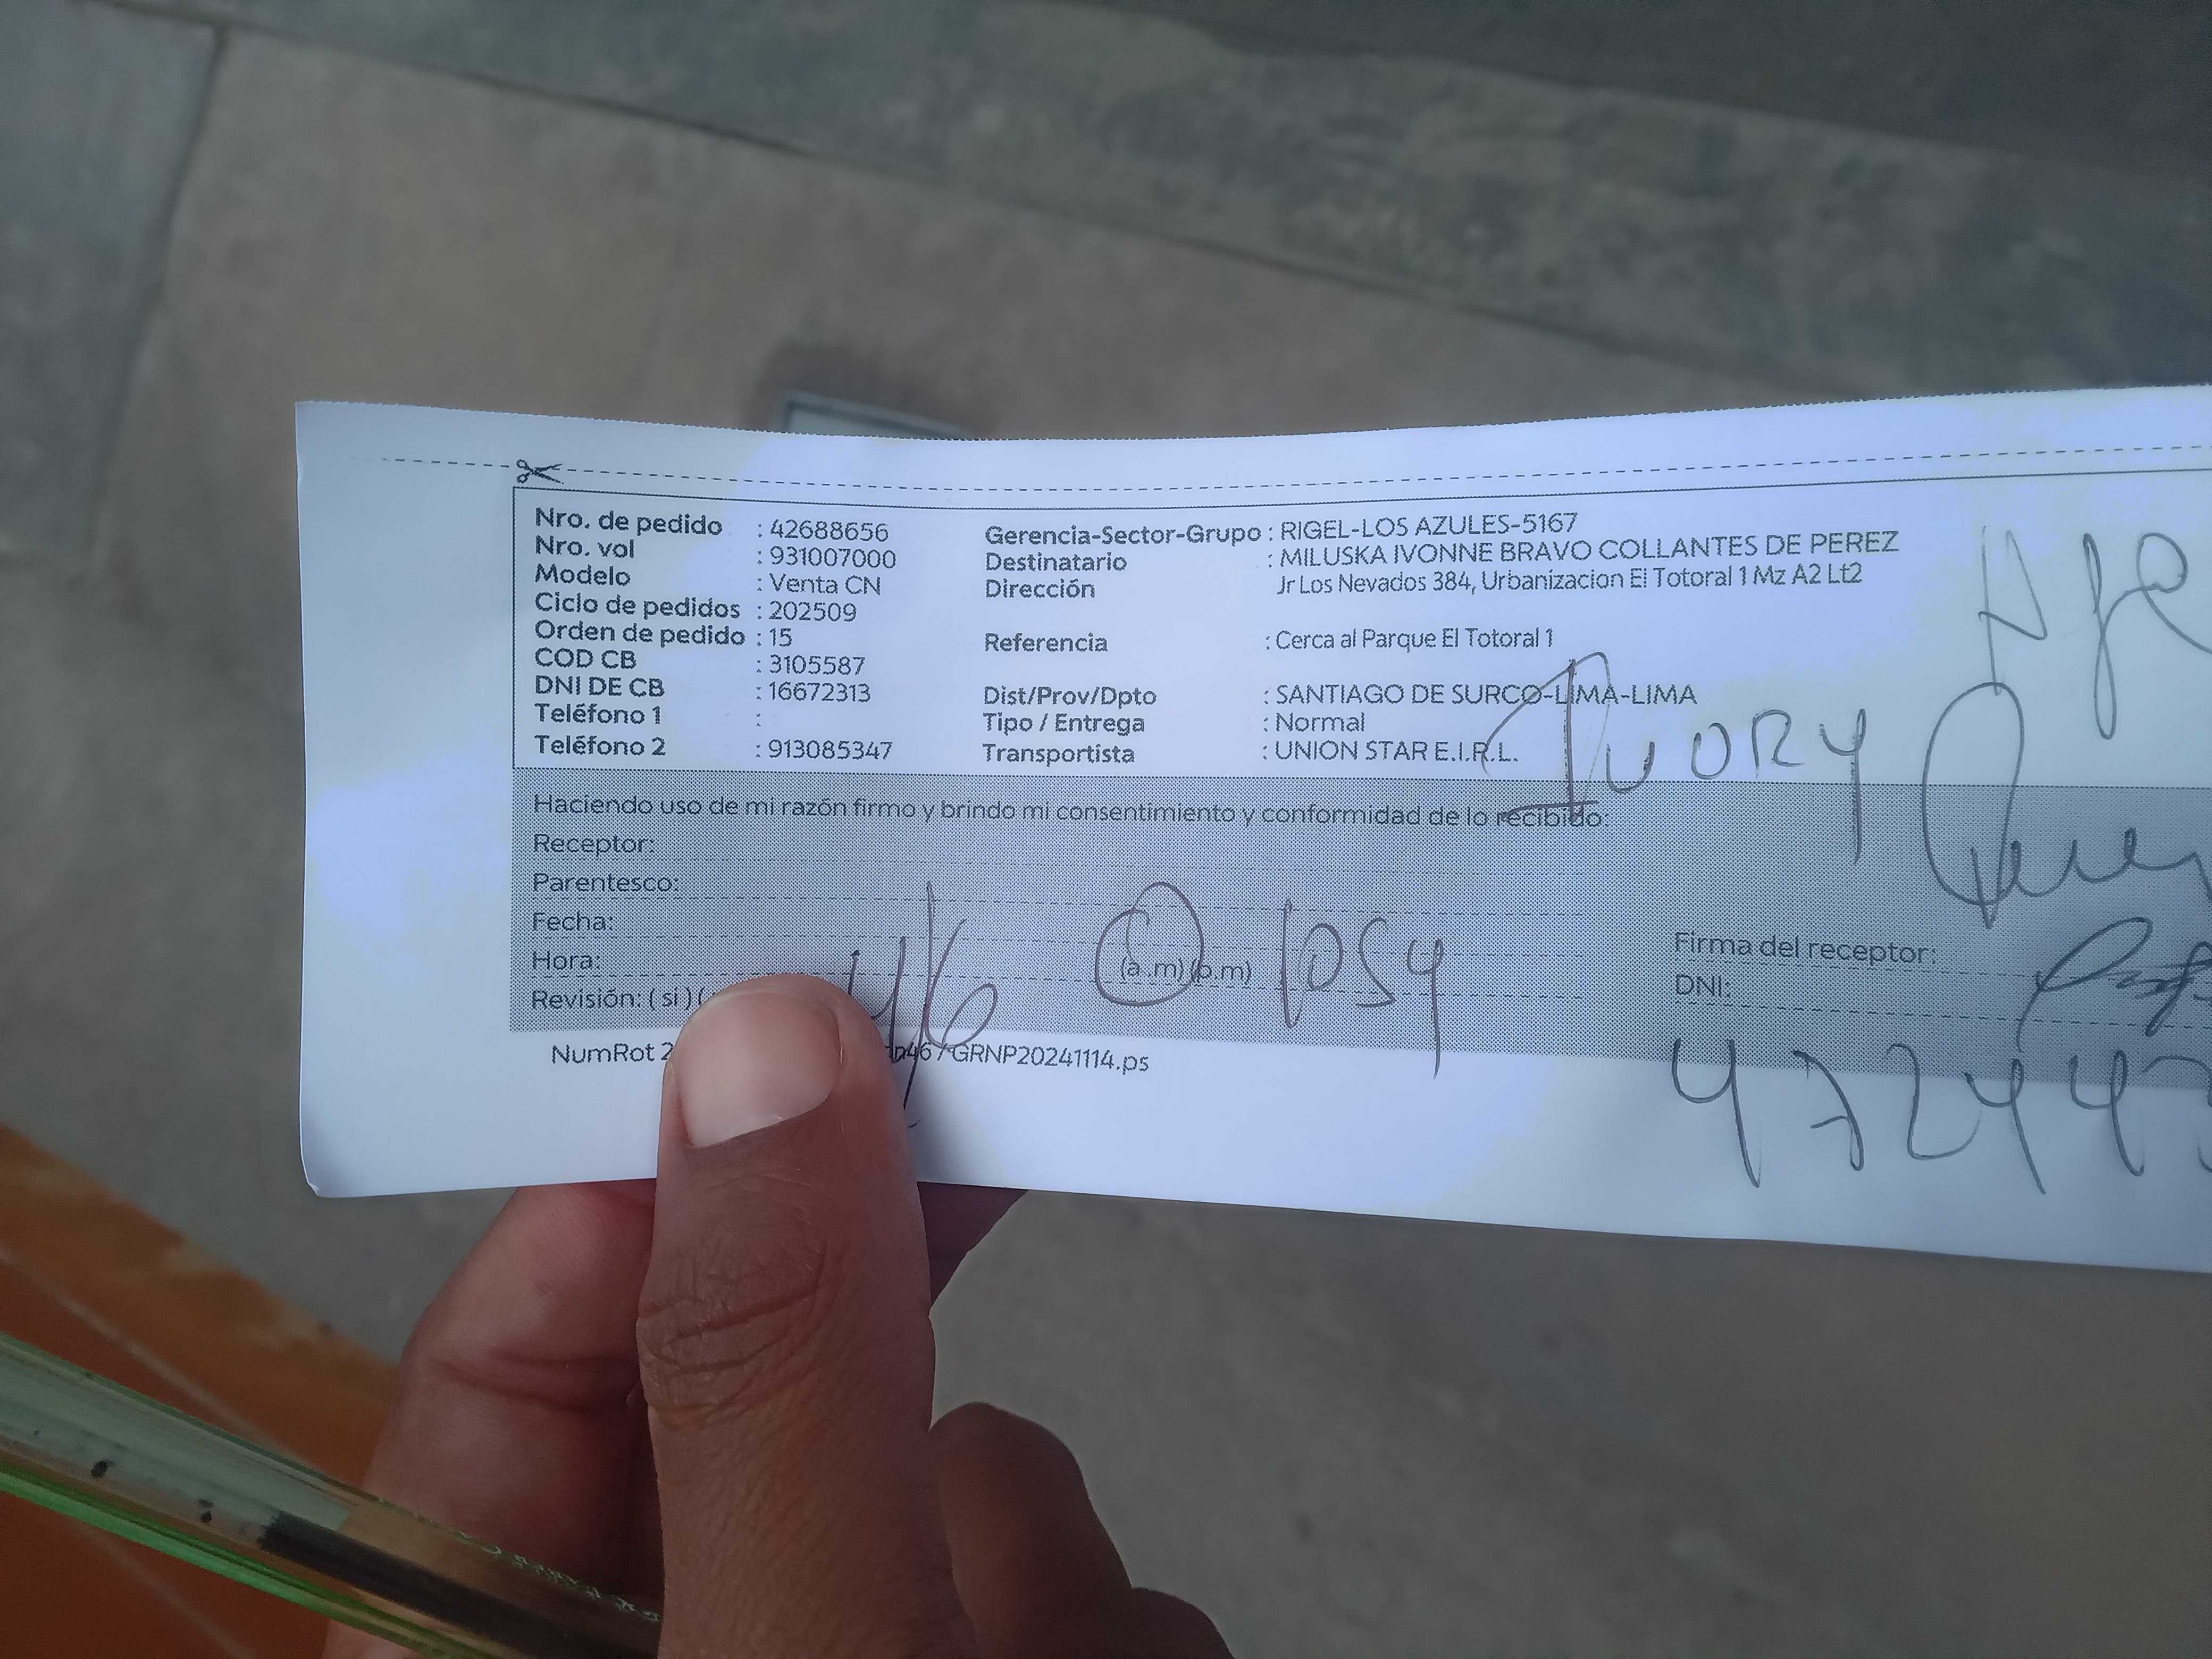 Nro. de pedido : 42688656
Nro. vol : 931007000
Modelo : Venta CN
Ciclo de pedidos : 202509
Orden de pedido : 15
COD CB : 3105587
DNI DE CB : 16672313
Teléfono 1 :
Teléfono 2 : 913085347
Gerencia-Sector-Grupo : RIGEL-LOS AZULES-5167
Destinatario : MILUSKA IVONNE BRAVO COLLANTES DE PEREZ
Dirección Jr Los Nevados 384, Urbanizacion El Totoral 1 Mz A2 Lt2
Referencia : Cerca al Parque El Totoral 1
Dist/Prov/Dpto : SANTIAGO DE SURCO-LIMA-LIMA
Tipo / Entrega : Normal
Transportista : UNION STAR E.I.R.L.
IVORY
Haciendo uso de mi razón firmo y brindo mi consentimiento y conformidad de lo recibido:
Receptor:
Parentesco:
Fecha:
Hora: (a.m) (p.m)
Revisión: (si) (
1054
Firma del receptor:
DNI:
472447
NumRot 2 p46 / GRNP20241114.ps